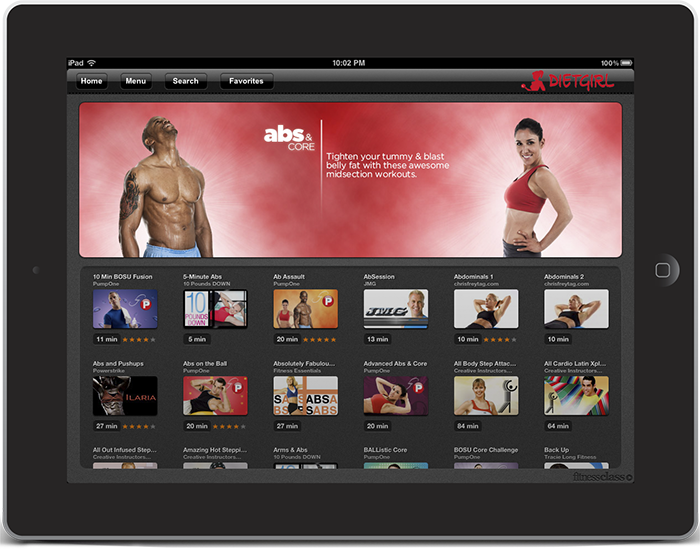 iPad 10:02 PM 100%
Home Menu Search Favorites DIETGIRL
abs &
CORE
Tighten your tummy & blast
belly fat with these awesome
midsection workouts.
10 Min BOSU Fusion 5-Minute Abs Ab Assault AbSession Abdominals 1 Abdominals 2
PumpOne 10 Pounds DOWN PumpOne JMG chrisfreytag.com chrisfreytag.com
P 10 POUNDS DOWN P JMG
11 min 5 min 20 min 13 min 10 min 10 min
Abs and Pushups Abs on the Ball Absolutely Fabulou... Advanced Abs & Core All Body Step Attac... All Cardio Latin Xpl...
Powerstrike PumpOne Fitness Essentials PumpOne Creative Instructors... Creative Instructors...
ILARIA P ABS P
27 min 20 min 27 min 20 min 84 min 64 min
All Out Infused Step... Amazing Hot Steppi... Arms & Abs BALListic Core BOSU Core Challenge Back Up
Creative Instructors... Creative Instructors... 10 Pounds DOWN PumpOne PumpOne Tracie Long Fitness
fitnessclass